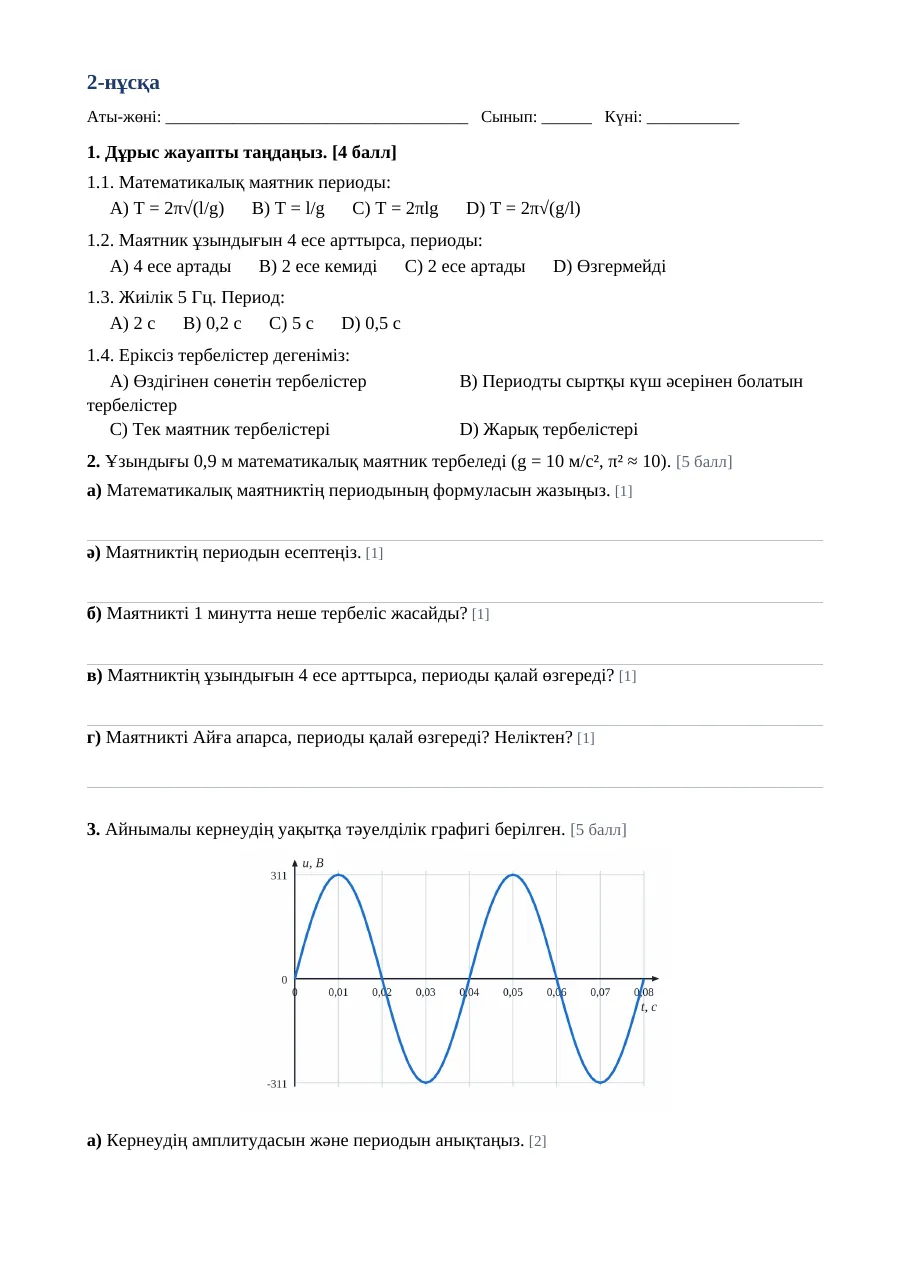 2-нұсқа
Аты-жөні: ____________________________________ Сынып: ______ Күні: ___________
1. Дұрыс жауапты таңдаңыз. [4 балл]
1.1. Математикалық маятник периоды:
A) T = 2π√(l/g) B) T = l/g C) T = 2πlg D) T = 2π√(g/l)
1.2. Маятник ұзындығын 4 есе арттырса, периоды:
A) 4 есе артады B) 2 есе кемиді C) 2 есе артады D) Өзгермейді
1.3. Жиілік 5 Гц. Период:
A) 2 с B) 0,2 с C) 5 с D) 0,5 с
1.4. Еріксіз тербелістер дегеніміз:
A) Өздігінен сөнетін тербелістер B) Периодты сыртқы күш әсерінен болатын
тербелістер
C) Тек маятник тербелістері D) Жарық тербелістері
2. Ұзындығы 0,9 м математикалық маятник тербеледі (g = 10 м/с², π² ≈ 10). [5 балл]
а) Математикалық маятниктің периодының формуласын жазыңыз. [1]
ә) Маятниктің периодын есептеңіз. [1]
б) Маятникті 1 минутта неше тербеліс жасайды? [1]
в) Маятниктің ұзындығын 4 есе арттырса, периоды қалай өзгереді? [1]
г) Маятникті Айға апарса, периоды қалай өзгереді? Неліктен? [1]
3. Айнымалы кернеудің уақытқа тәуелділік графигі берілген. [5 балл]
u, В
311
0
0 0,01 0,02 0,03 0,04 0,05 0,06 0,07 0,08
t, с
-311
а) Кернеудің амплитудасын және периодын анықтаңыз. [2]